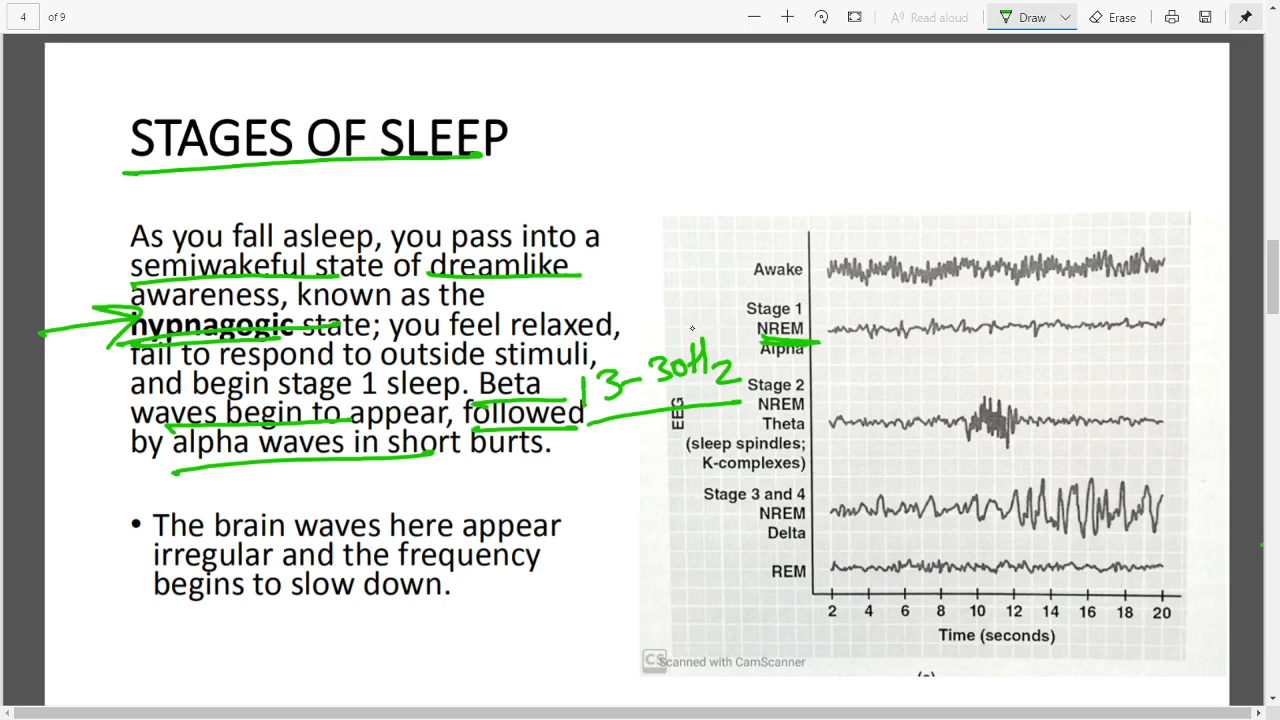 4 of 9
Read aloud
Draw
Erase
STAGES OF SLEEP
As you fall asleep, you pass into a
semiwakeful state of dreamlike
awareness, known as the
hypnagogic state; you feel relaxed,
fail to respond to outside stimuli,
and begin stage 1 sleep. Beta
waves begin to appear, followed
by alpha waves in short burts.
13-30Hz
• The brain waves here appear
irregular and the frequency
begins to slow down.
EEG
Awake
Stage 1
NREM
Alpha
Stage 2
NREM
Theta
(sleep spindles;
K-complexes)
Stage 3 and 4
NREM
Delta
REM
2 4 6 8 10 12 14 16 18 20
Time (seconds)
CS Scanned with CamScanner